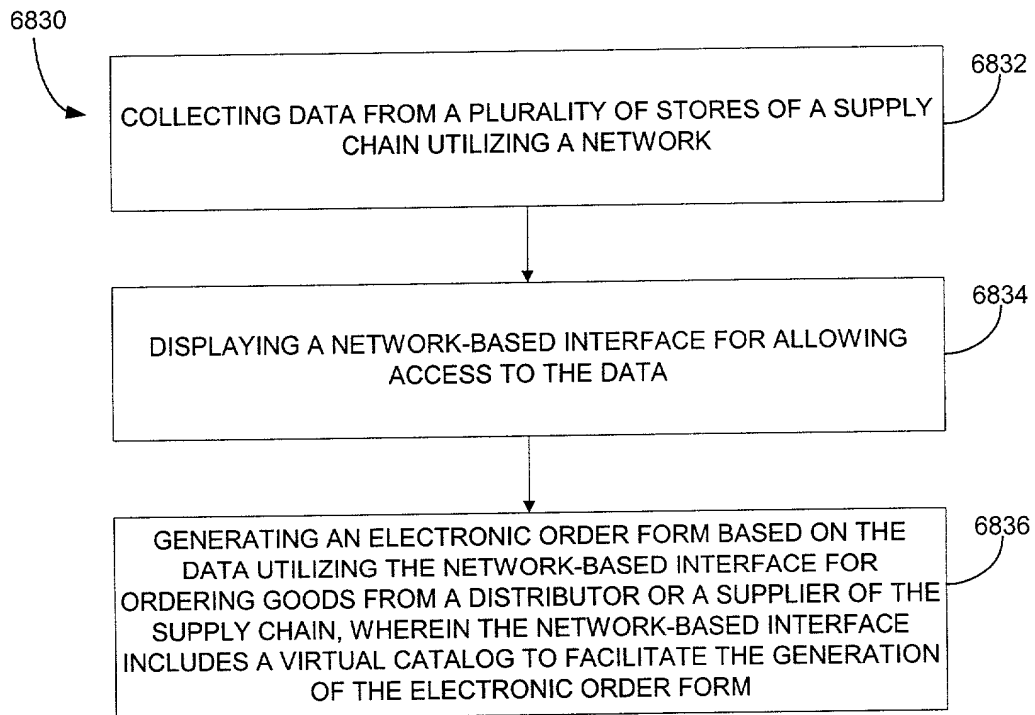 6830
6832
COLLECTING DATA FROM A PLURALITY OF STORES OF A SUPPLY
CHAIN UTILIZING A NETWORK
6834
DISPLAYING A NETWORK-BASED INTERFACE FOR ALLOWING
ACCESS TO THE DATA
6836
GENERATING AN ELECTRONIC ORDER FORM BASED ON THE
DATA UTILIZING THE NETWORK-BASED INTERFACE FOR
ORDERING GOODS FROM A DISTRIBUTOR OR A SUPPLIER OF THE
SUPPLY CHAIN, WHEREIN THE NETWORK-BASED INTERFACE
INCLUDES A VIRTUAL CATALOG TO FACILITATE THE GENERATION
OF THE ELECTRONIC ORDER FORM